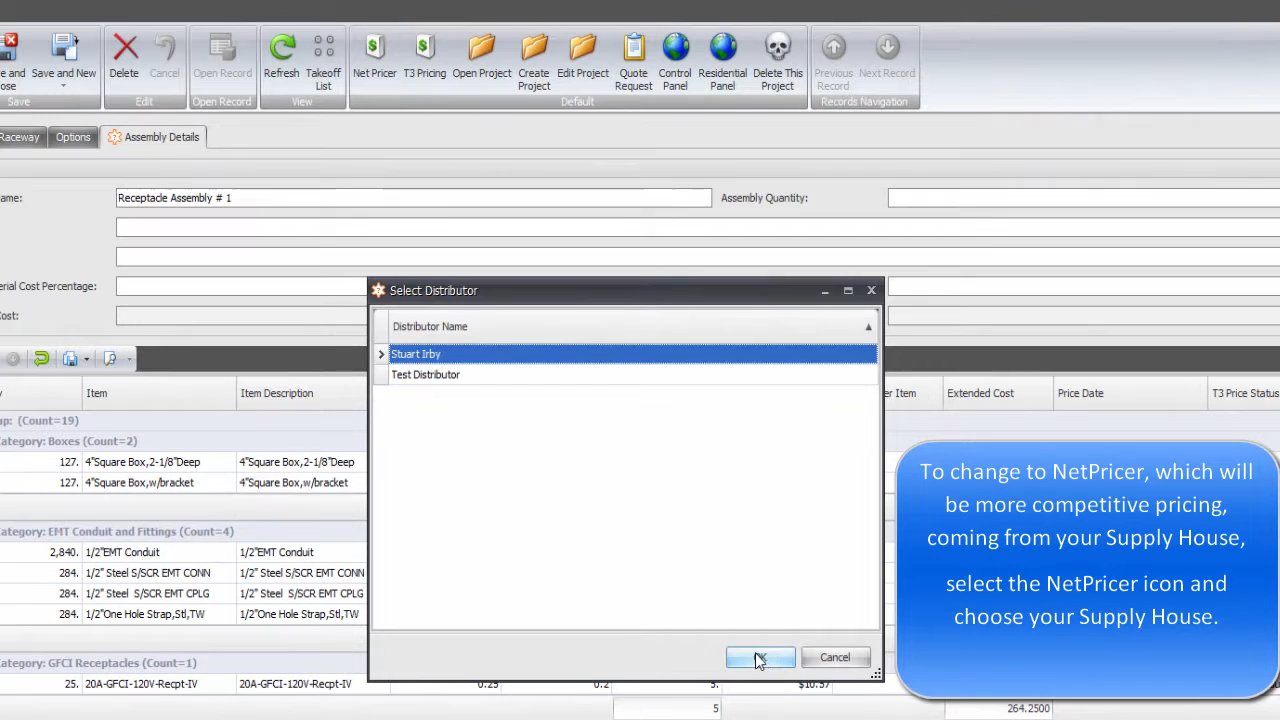 Save and New
Delete
Cancel
Open Record
Refresh
Takeoff
List
Net Pricer
T3 Pricing
Open Project
Create
Project
Edit Project
Quote
Request
Control
Panel
Residential
Panel
Delete This
Project
Previous
Record
Next Record
Save
Edit
Open Record
View
Default
Records Navigation
Raceway
Options
Assembly Details
Receptacle Assembly # 1
Assembly Quantity:
Cost Percentage:
Cost:
Select Distributor
Distributor Name
Stuart Irby
Test Distributor
OK
Cancel
Item
Item Description
Item
Extended Cost
Price Date
T3 Price Status
(Count=19)
Boxes (Count=2)
127. 4"Square Box,2-1/8"Deep 4"Square Box,2-1/8"Deep
127. 4"Square Box,w/bracket 4"Square Box,w/bracket
EMT Conduit and Fittings (Count=4)
2,840. 1/2"EMT Conduit 1/2"EMT Conduit
284. 1/2" Steel S/SCR EMT CONN 1/2" Steel S/SCR EMT CONN
284. 1/2" Steel S/SCR EMT CPLG 1/2" Steel S/SCR EMT CPLG
284. 1/2"One Hole Strap,Stl,TW 1/2"One Hole Strap,Stl,TW
GFCI Receptacles (Count=1)
25. 20A-GFCI-120V-Recpt-IV 20A-GFCI-120V-Recpt-IV 0.25 0.2 5. $10.57
5 264.2500
To change to NetPricer, which will
be more competitive pricing,
coming from your Supply House,
select the NetPricer icon and
choose your Supply House.